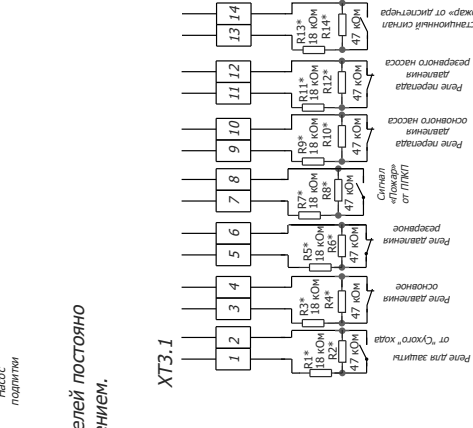 Насос
подпитки
елей постояно
ением.
XT3.1
14
13
R13*
18 кОм
R14*
47 кОм
танционный сигнал
ожар» от диспетчера
12
11
R11*
18 кОм
R12*
47 кОм
Реле перепада
давления
резервного насоса
10
9
R9*
18 кОм
R10*
47 кОм
Реле перепада
давления
основного насоса
8
7
R7*
18 кОм
R8*
47 кОм
Сигнал
«Пожар»
от ППКП
6
5
R5*
18 кОм
R6*
47 кОм
Реле давления
резервное
4
3
R3*
18 кОм
R4*
47 кОм
Реле давления
основное
2
1
R1*
18 кОм
R2*
47 кОм
Реле для защиты
от "Сухого" хода